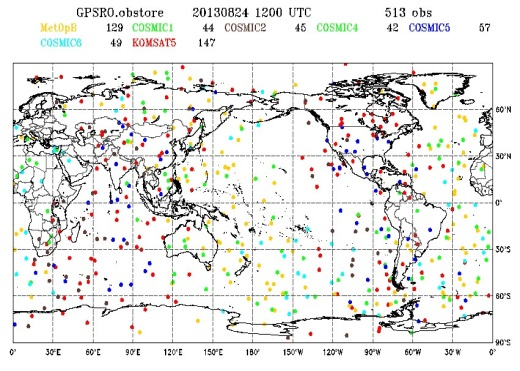 GPSRO.obstore 20130824 1200 UTC 513 obs
MetOpB 129 COSMIC1 44 COSMIC2 45 COSMIC4 42 COSMIC5 57
COSMIC6 49 KOMSAT5 147
60°N
30°N
0°
30°S
60°S
90°S
0° 30°E 60°E 90°E 120°E 150°E 180° 150°W 120°W 90°W 60°W 30°W 0°